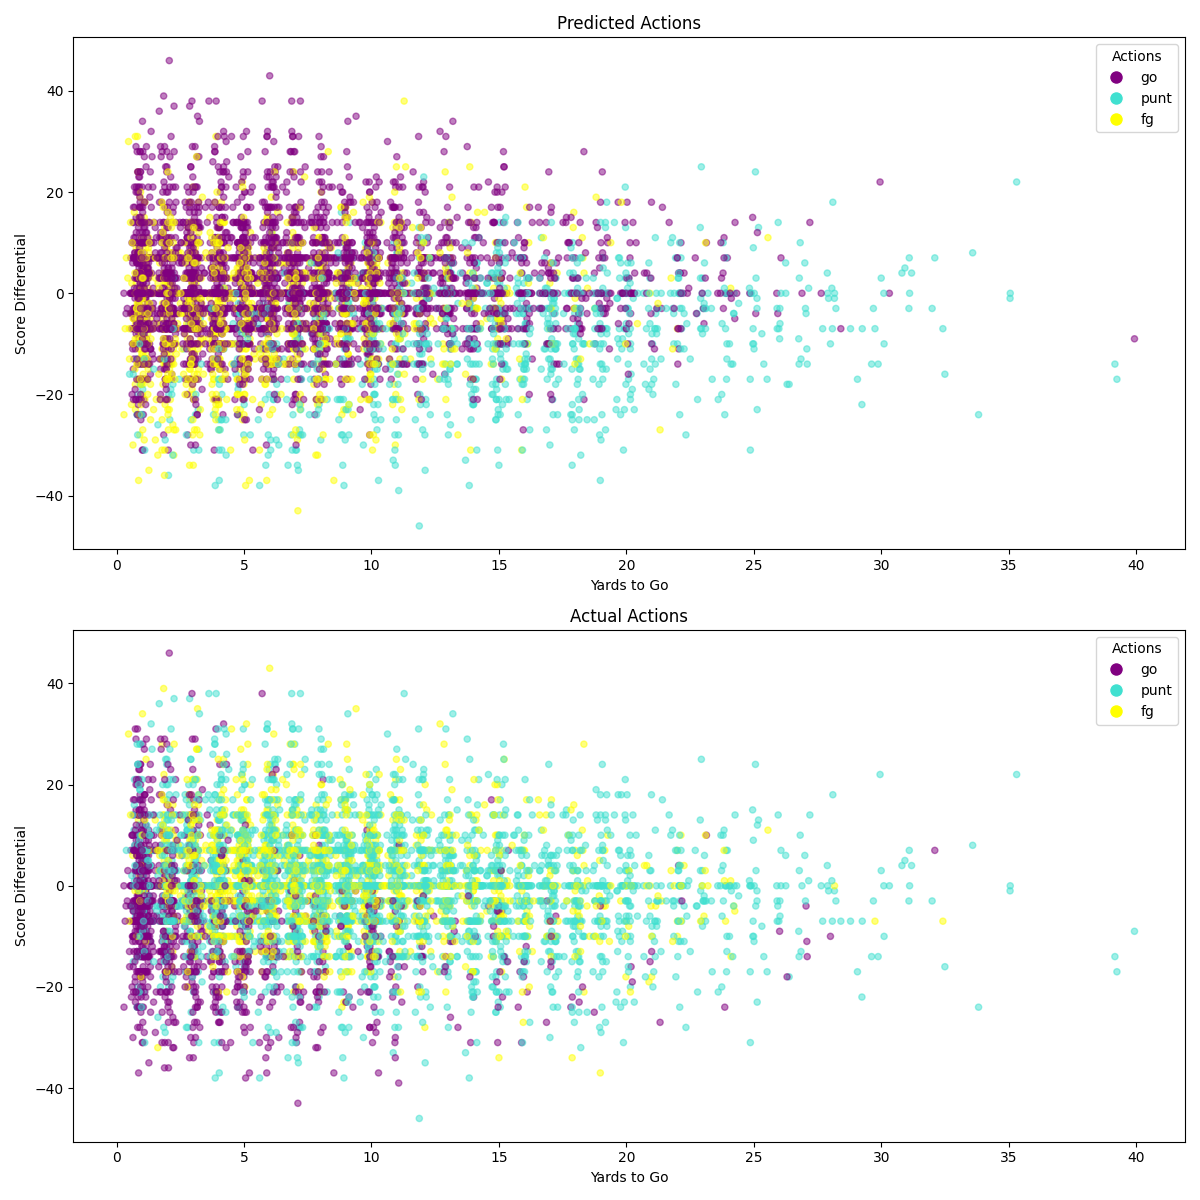 Predicted Actions
Actions
go
punt
fg
40
20
0
−20
−40
Score Differential
0 5 10 15 20 25 30 35 40
Yards to Go
Actual Actions
Actions
go
punt
fg
40
20
0
−20
−40
Score Differential
0 5 10 15 20 25 30 35 40
Yards to Go